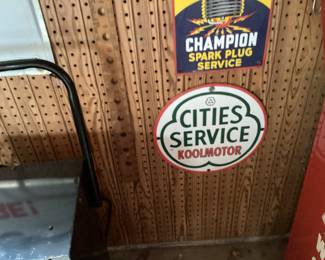 CHAMPION
SPARK PLUG
SERVICE
CITIES
SERVICE
KOOLMOTOR